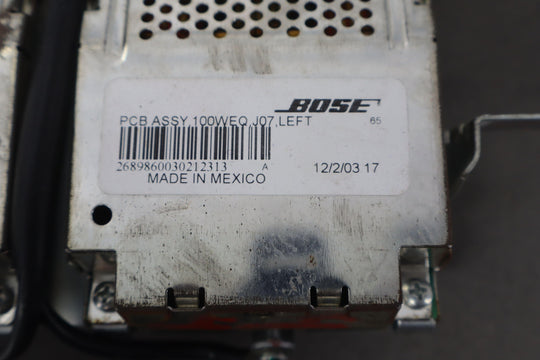 BOSE
PCB ASSY 100WEQ J07,LEFT 65
2689860030212313 A 12/2/03 17
MADE IN MEXICO